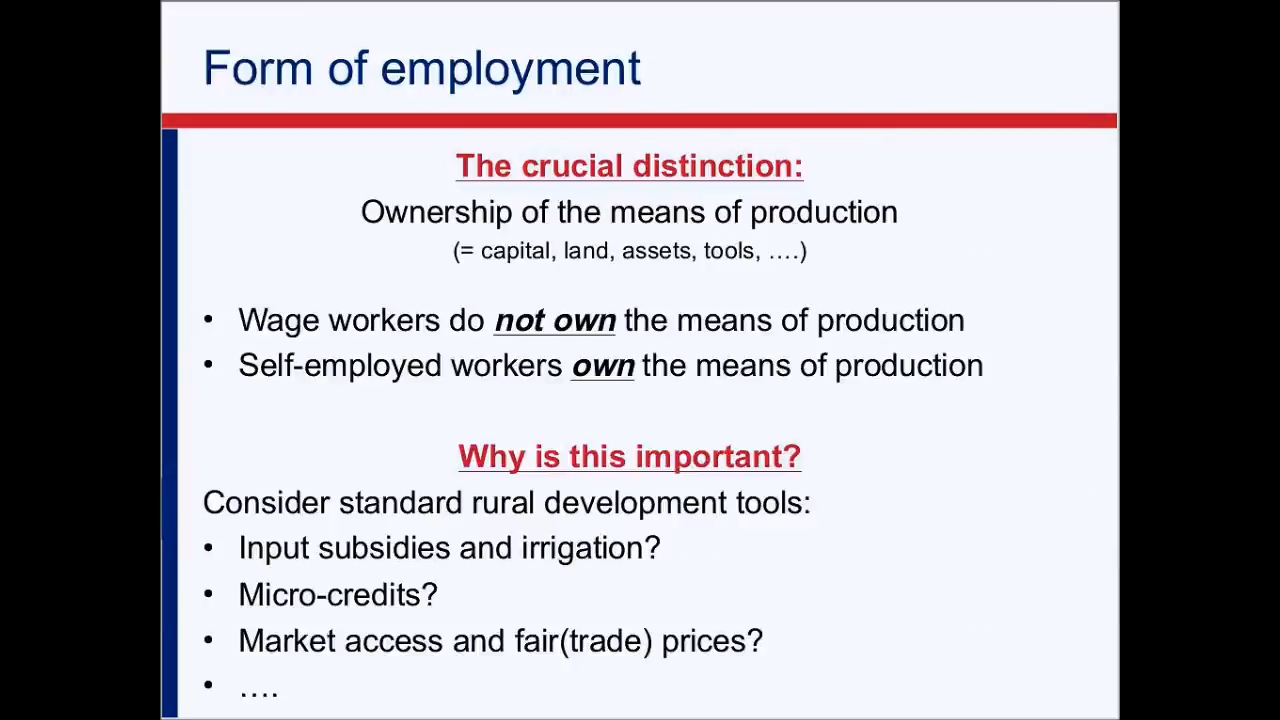 Form of employment
The crucial distinction:
Ownership of the means of production
(= capital, land, assets, tools, ….)
• Wage workers do not own the means of production
• Self-employed workers own the means of production
Why is this important?
Consider standard rural development tools:
• Input subsidies and irrigation?
• Micro-credits?
• Market access and fair(trade) prices?
• ….